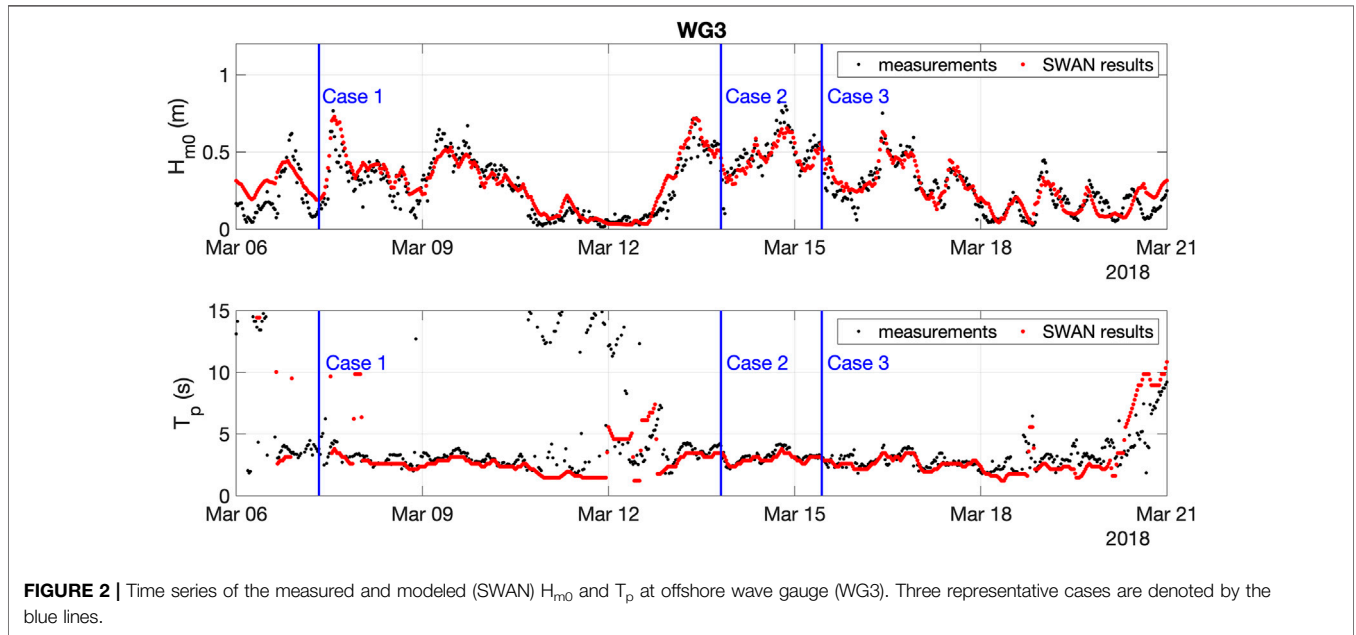 WG3
measurements SWAN results
Case 1 Case 2 Case 3
H_m0 (m)
1
0.5
0
Mar 06 Mar 09 Mar 12 Mar 15 Mar 18 Mar 21
2018
measurements SWAN results
Case 1 Case 2 Case 3
T_p (s)
15
10
5
0
Mar 06 Mar 09 Mar 12 Mar 15 Mar 18 Mar 21
2018
FIGURE 2 | Time series of the measured and modeled (SWAN) H_m0 and T_p at offshore wave gauge (WG3). Three representative cases are denoted by the
blue lines.